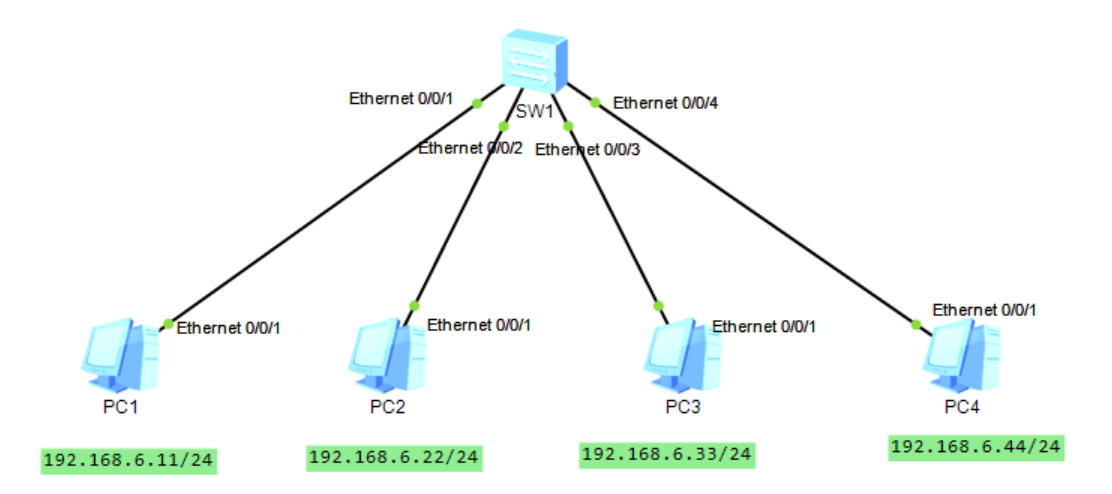 Ethernet 0/0/1
Ethernet 0/0/4
SW1
Ethernet 0/0/2
Ethernet 0/0/3
Ethernet 0/0/1
Ethernet 0/0/1
Ethernet 0/0/1
Ethernet 0/0/1
PC1
PC2
PC3
PC4
192.168.6.11/24
192.168.6.22/24
192.168.6.33/24
192.168.6.44/24